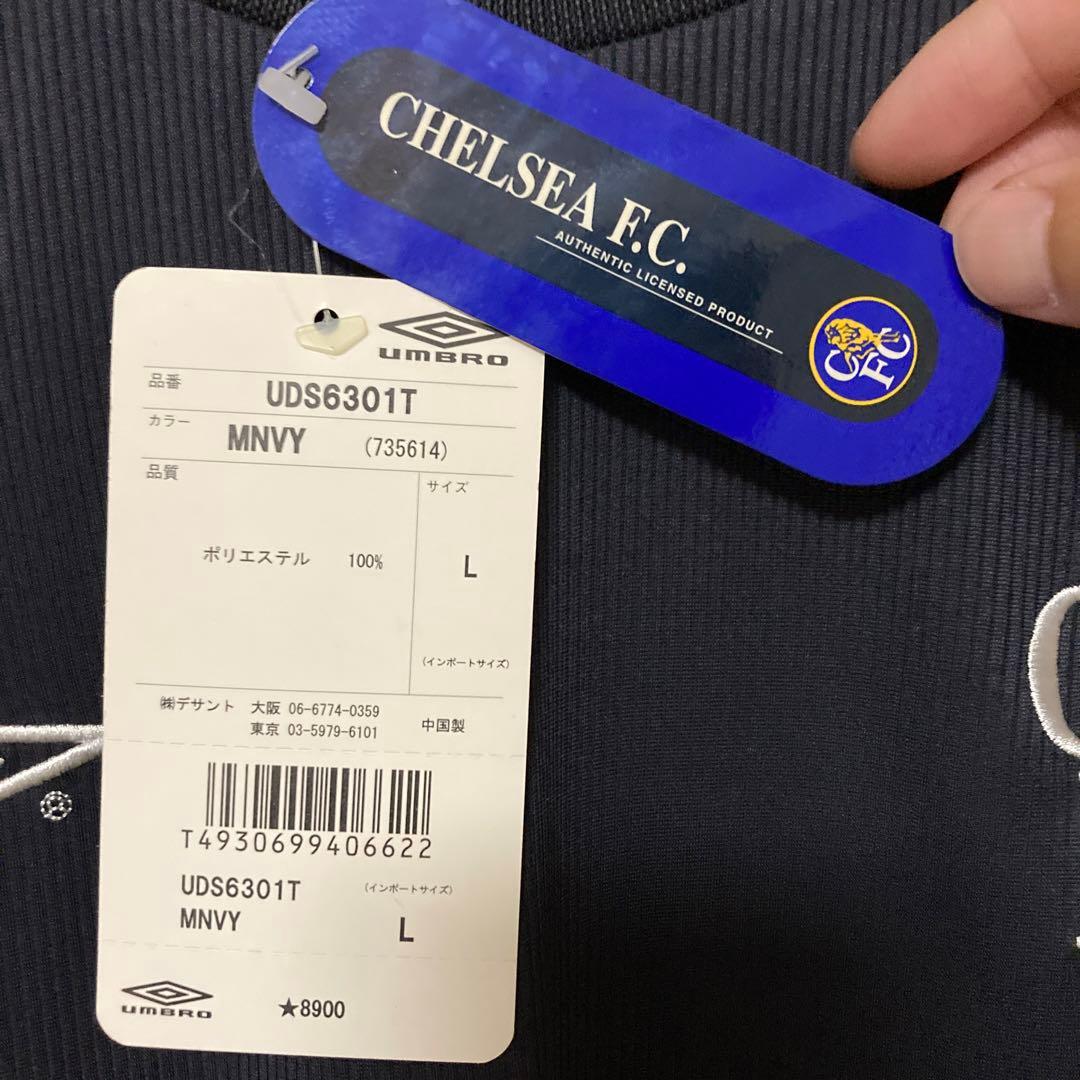 CHELSEA F.C.
AUTHENTIC LICENSED PRODUCT
CFC
UMBRO
品番 UDS6301T
カラー MNVY (735614)
品質 サイズ
ポリエステル 100% L
(インポートサイズ)
㈱デサント 大阪 06-6774-0359
東京 03-5979-6101 中国製
T4930699406622
UDS6301T (インポートサイズ)
MNVY L
UMBRO ★8900